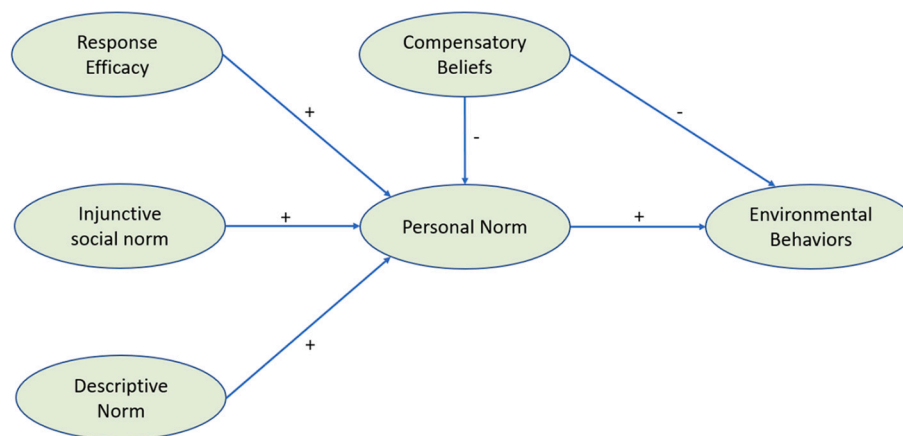 Response
Efficacy
Compensatory
Beliefs
+
-
-
Injunctive
social norm
+
Personal Norm
+
Environmental
Behaviors
+
Descriptive
Norm